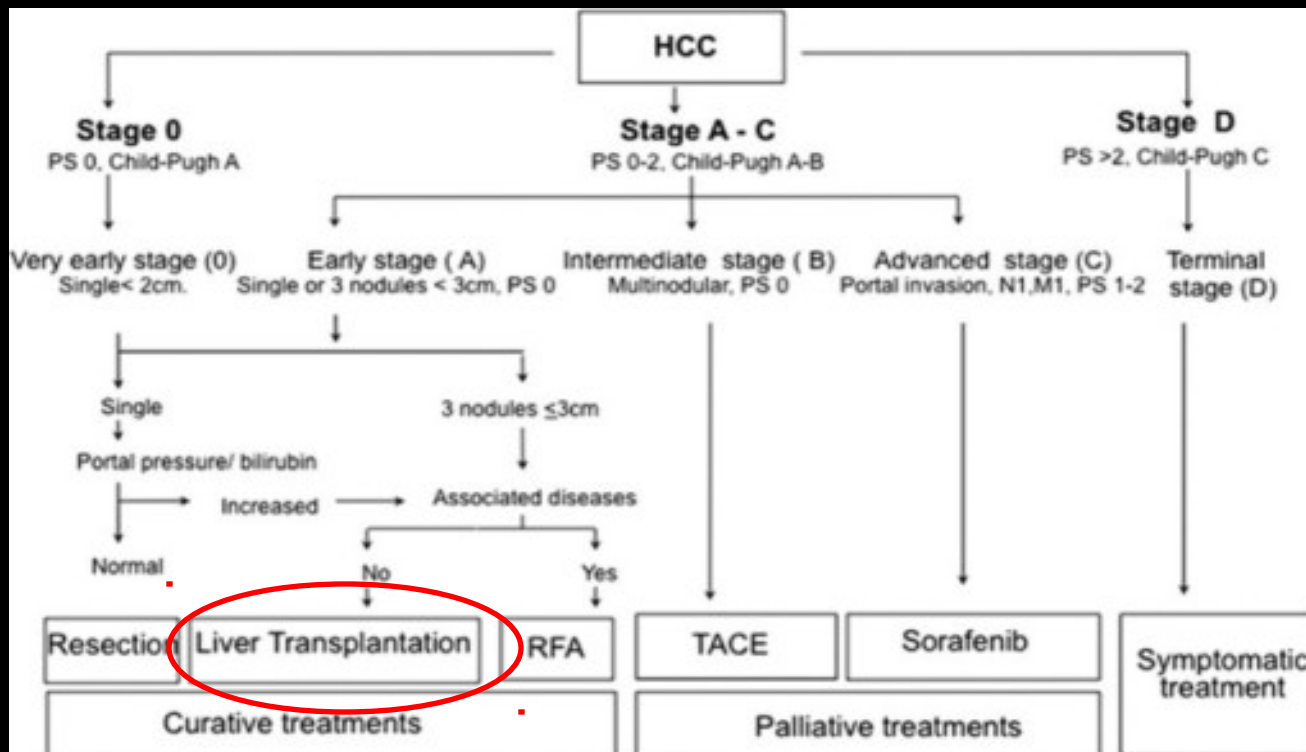 HCC
Stage 0
PS 0, Child-Pugh A
Stage A - C
PS 0-2, Child-Pugh A-B
Stage D
PS >2, Child-Pugh C
Very early stage (0)
Single< 2cm.
Early stage ( A)
Single or 3 nodules < 3cm, PS 0
Intermediate stage ( B)
Multinodular, PS 0
Advanced stage (C)
Portal invasion, N1,M1, PS 1-2
Terminal
stage (D)
Single
3 nodules ≤3cm
Portal pressure/ bilirubin
Increased
Associated diseases
Normal
No
Yes
Resection
Liver Transplantation
RFA
TACE
Sorafenib
Symptomatic
treatment
Curative treatments
Palliative treatments